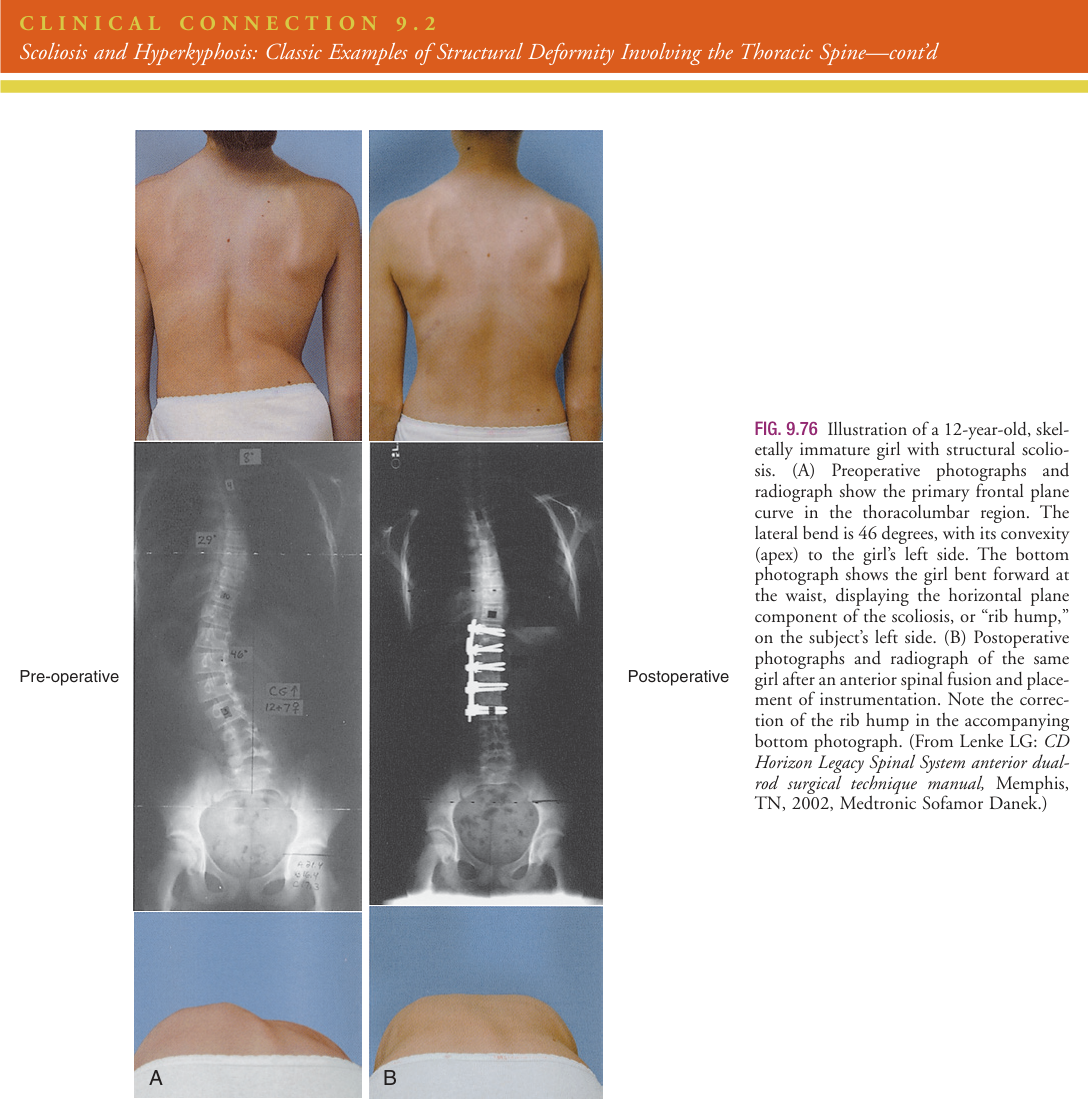 CLINICAL CONNECTION 9.2
Scoliosis and Hyperkyphosis: Classic Examples of Structural Deformity Involving the Thoracic Spine—cont'd
8°
29°
46°
CG↑
12+7♀
Pre-operative
Postoperative
A
B
FIG. 9.76 Illustration of a 12-year-old, skel-
etally immature girl with structural scolio-
sis. (A) Preoperative photographs and
radiograph show the primary frontal plane
curve in the thoracolumbar region. The
lateral bend is 46 degrees, with its convexity
(apex) to the girl's left side. The bottom
photograph shows the girl bent forward at
the waist, displaying the horizontal plane
component of the scoliosis, or “rib hump,”
on the subject's left side. (B) Postoperative
photographs and radiograph of the same
girl after an anterior spinal fusion and place-
ment of instrumentation. Note the correc-
tion of the rib hump in the accompanying
bottom photograph. (From Lenke LG: CD
Horizon Legacy Spinal System anterior dual-
rod surgical technique manual, Memphis,
TN, 2002, Medtronic Sofamor Danek.)